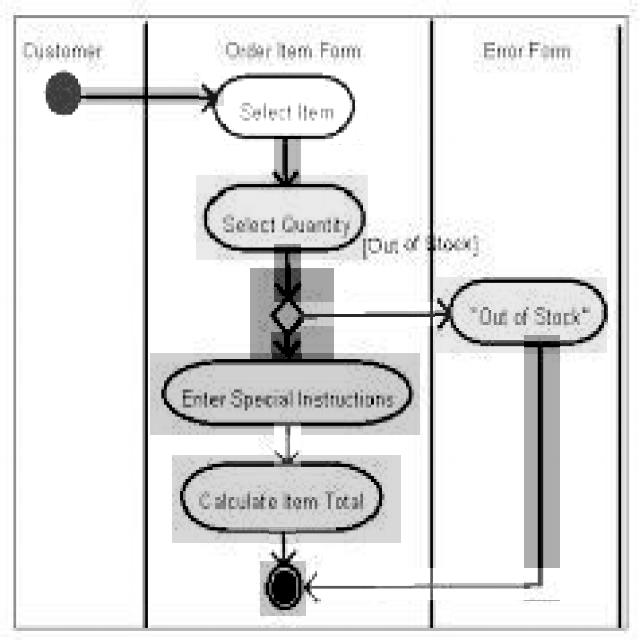 Customer
Order Item Form
Error Form
Select Item
Select Quantity
[Out of Stock]
"Out of Stock"
Enter Special Instructions
Calculate Item Total